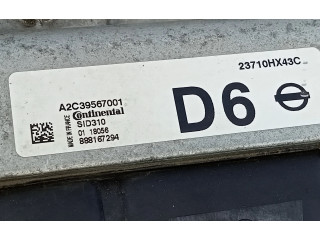 23710HX43C
A2C39567001
Continental
SID310
01 18056
888167294
MADE IN FRANCE
D6